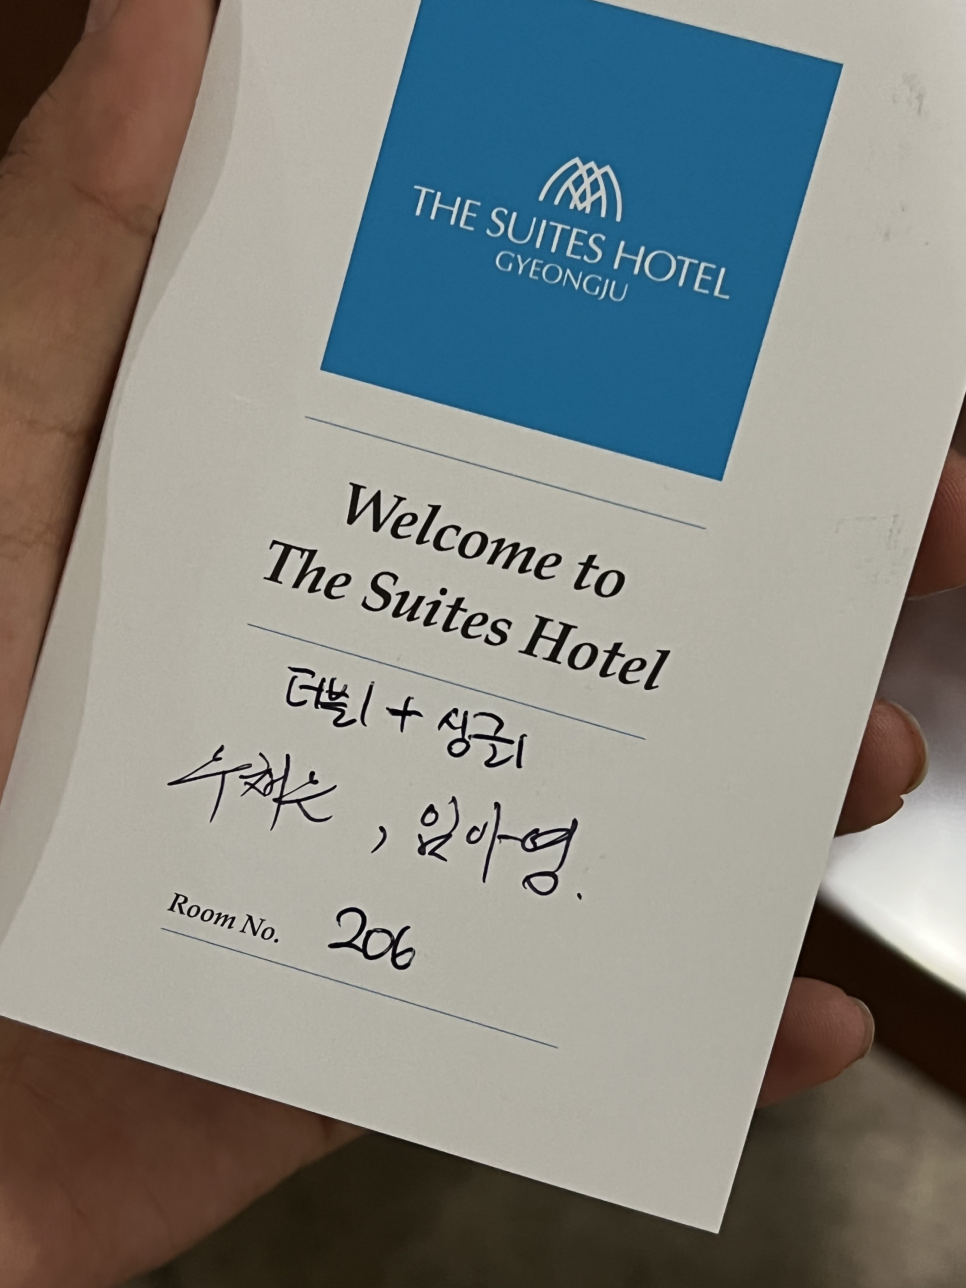 THE SUITES HOTEL
GYEONGJU
Welcome to
The Suites Hotel
더블1 + 싱글1
, 임아영.
Room No. 206